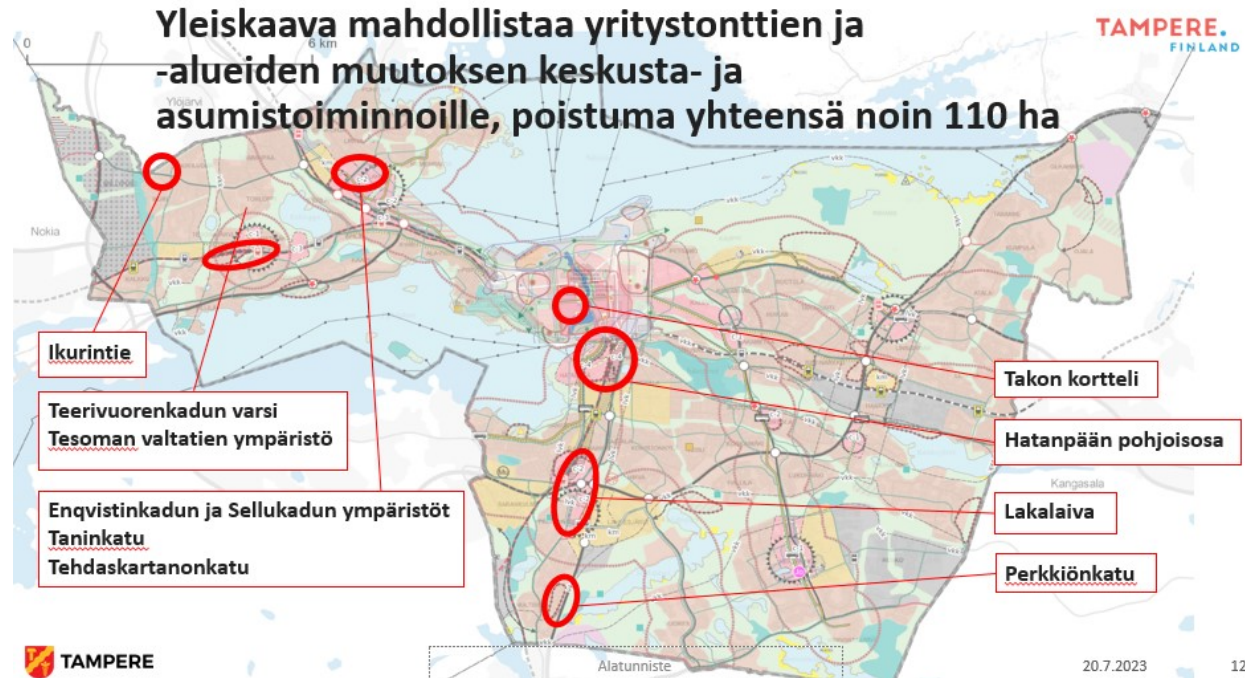 Yleiskaava mahdollistaa yritystonttien ja
-alueiden muutoksen keskusta- ja
asumistoiminnoille, poistuma yhteensä noin 110 ha
TAMPERE.
FINLAND
0
6 km
Ylöjärvi
Nokia
Kangasala
Ikurintie
Teerivuorenkadun varsi
Tesoman valtatien ympäristö
Enqvistinkadun ja Sellukadun ympäristöt
Taninkatu
Tehdaskartanonkatu
Takon kortteli
Hatanpään pohjoisosa
Lakalaiva
Perkkiönkatu
TAMPERE
Alatunniste
20.7.2023
12